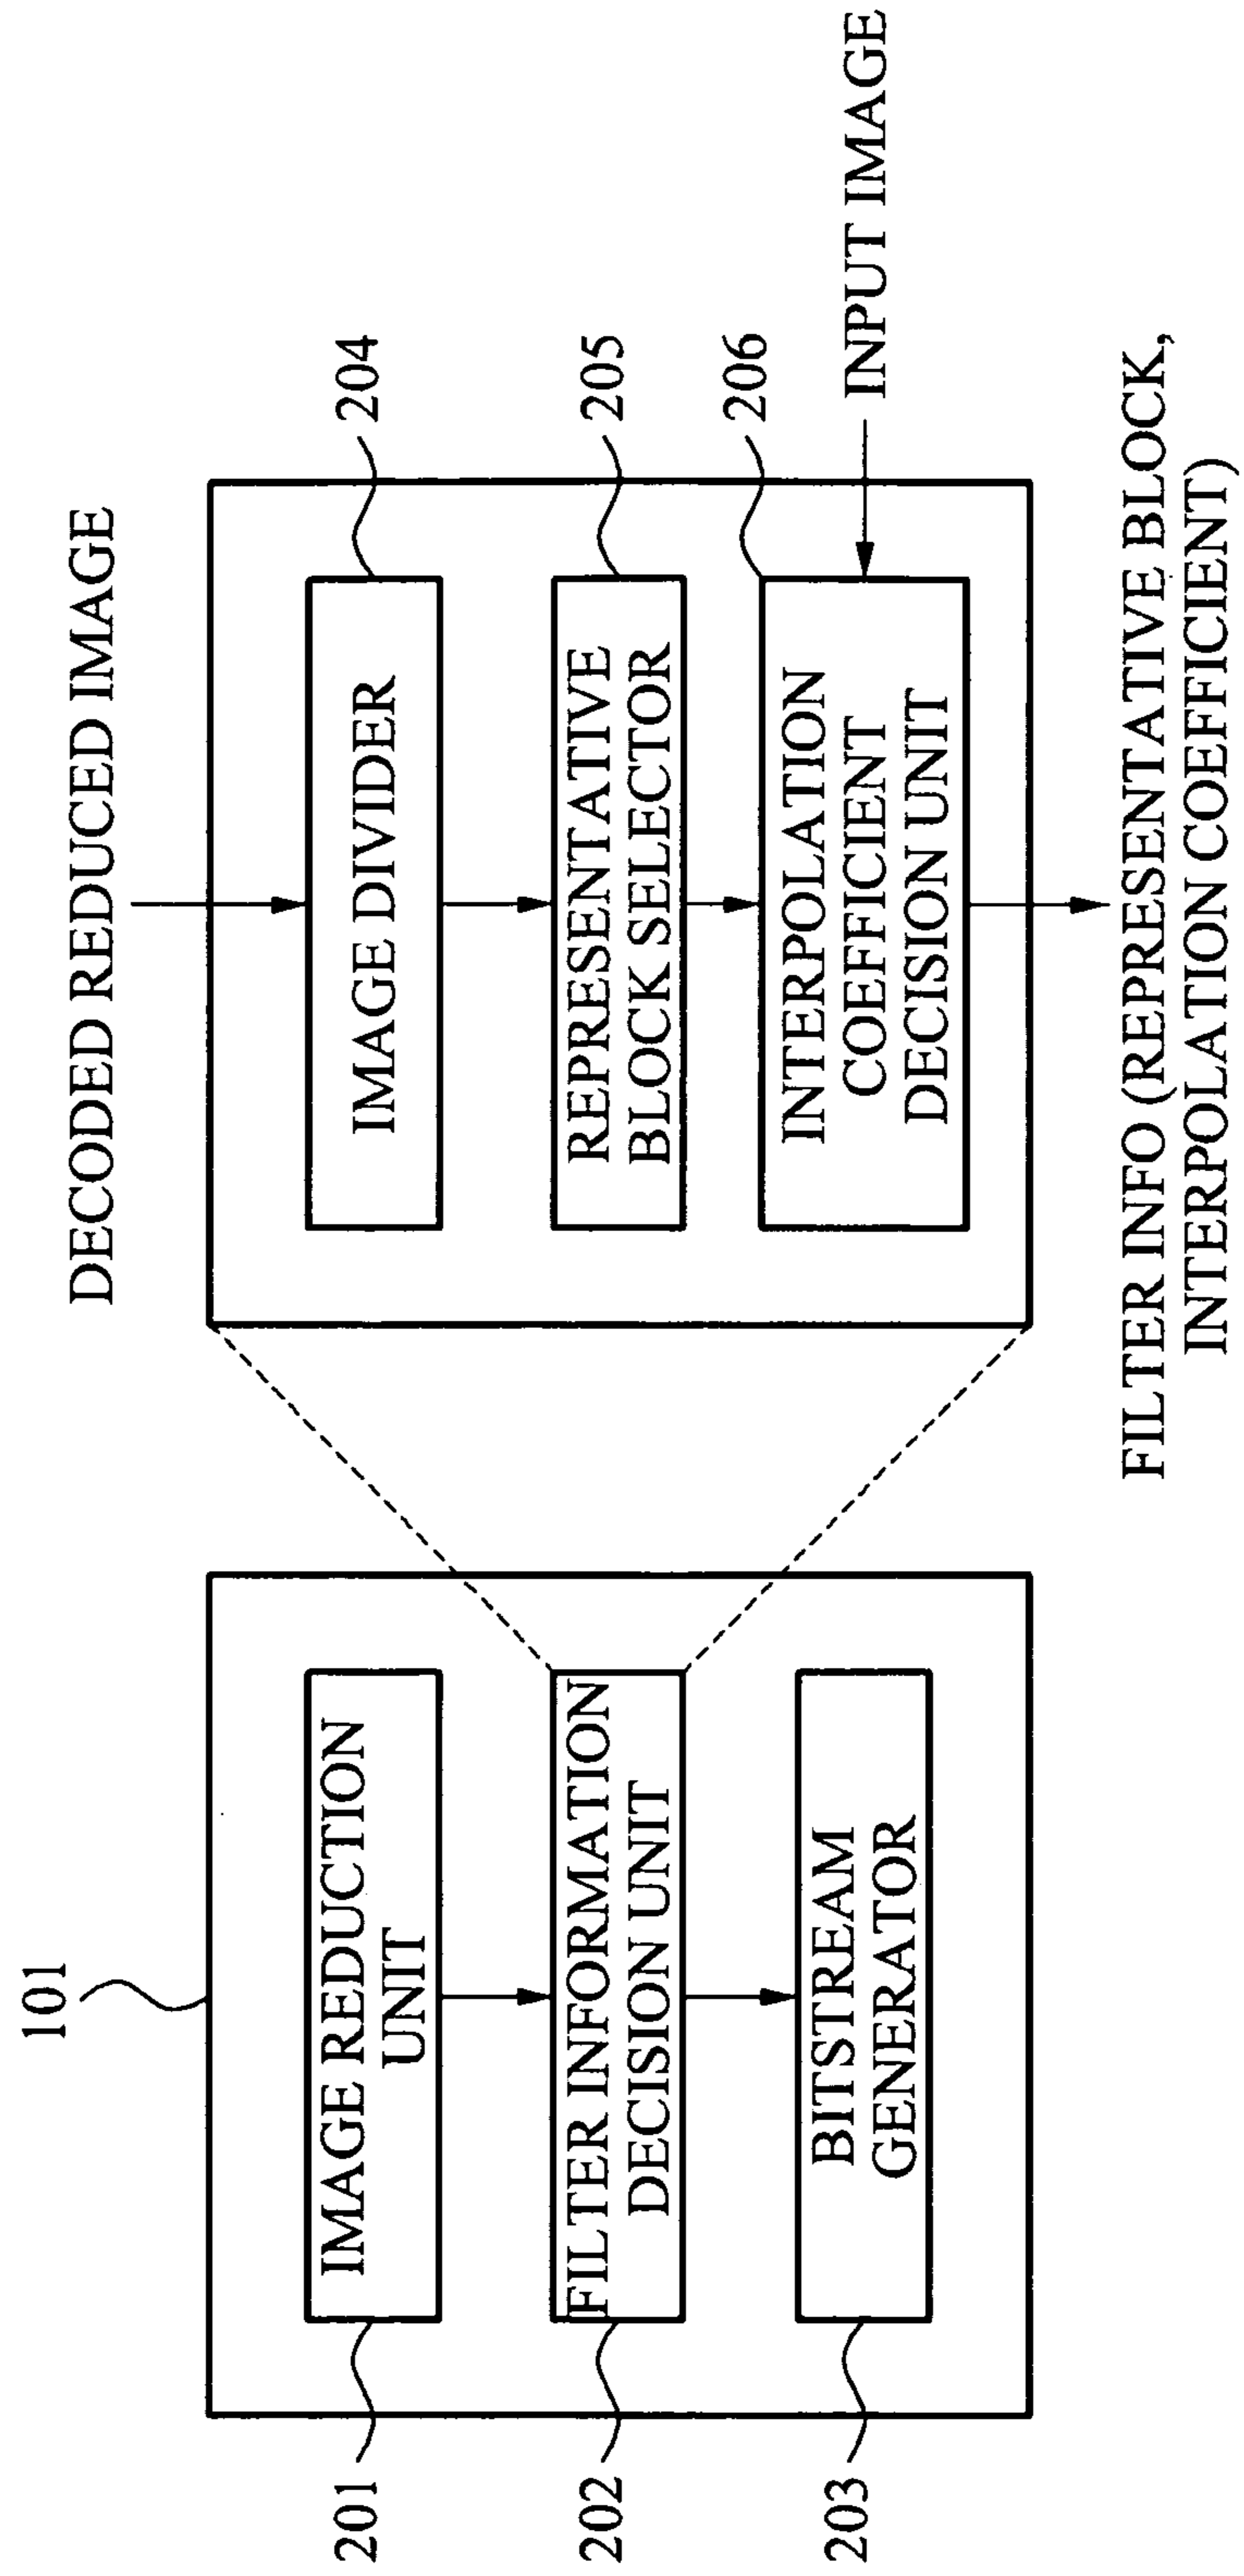 101
201
IMAGE REDUCTION
UNIT
202
FILTER INFORMATION
DECISION UNIT
203
BITSTREAM
GENERATOR
DECODED REDUCED IMAGE
204
IMAGE DIVIDER
205
REPRESENTATIVE
BLOCK SELECTOR
206
INTERPOLATION
COEFFICIENT
DECISION UNIT
INPUT IMAGE
FILTER INFO (REPRESENTATIVE BLOCK,
INTERPOLATION COEFFICIENT)